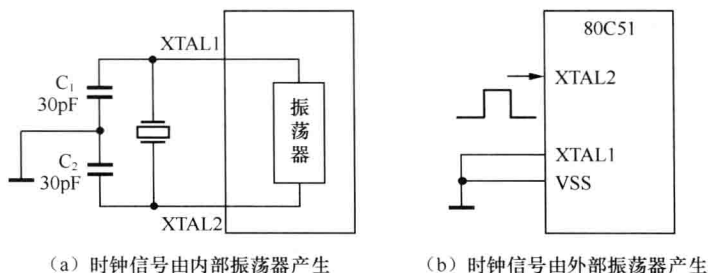 XTAL1
C1
30pF
C2
30pF
振荡器
XTAL2
(a) 时钟信号由内部振荡器产生
80C51
XTAL2
XTAL1
VSS
(b) 时钟信号由外部振荡器产生